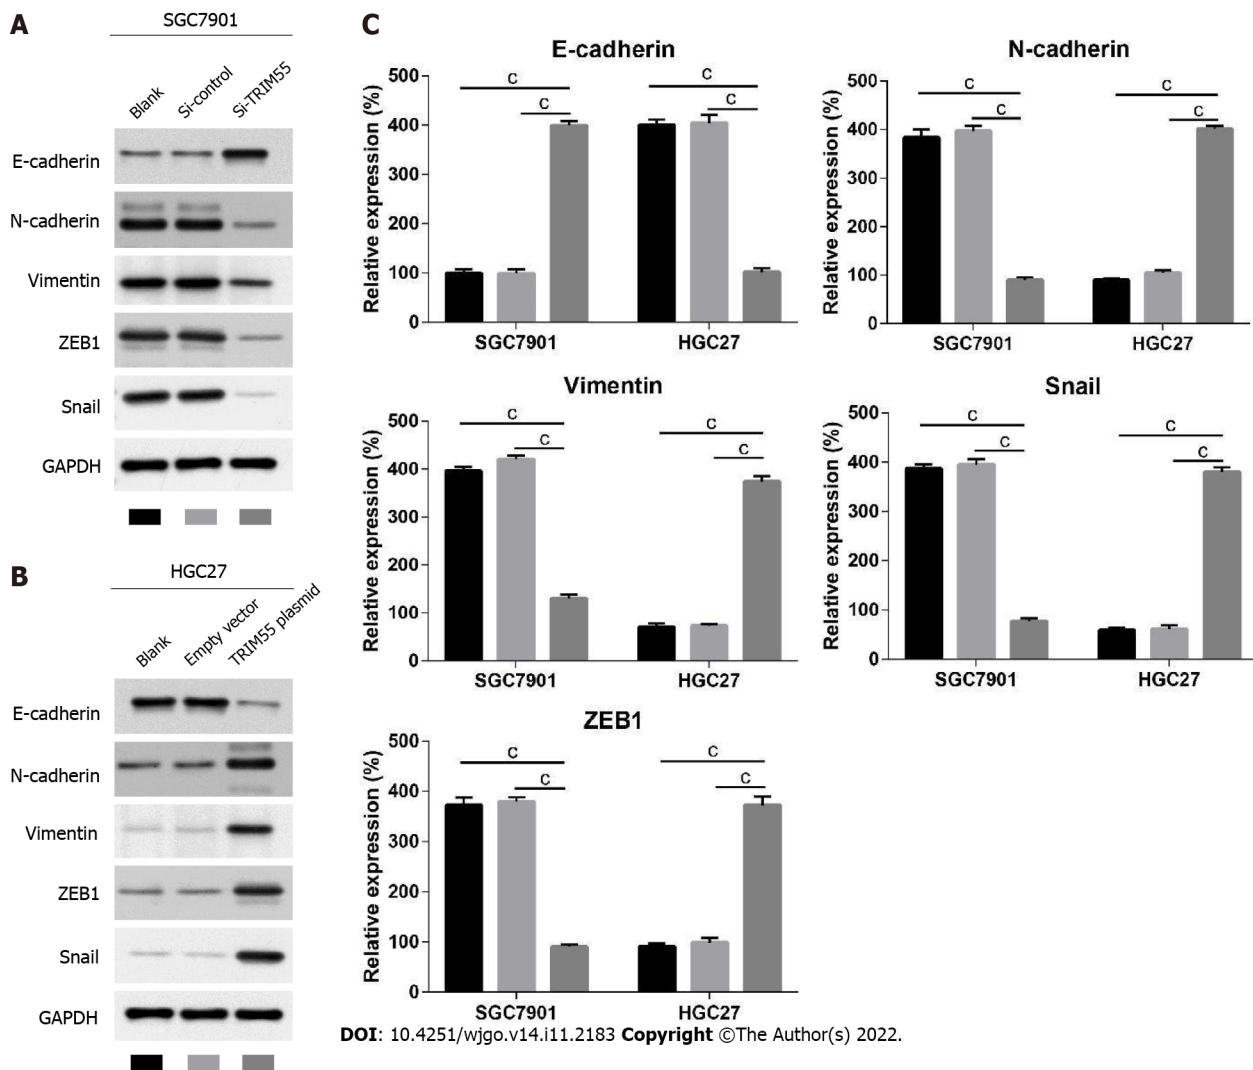 A
SGC7901
Blank
Si-control
Si-TRIM55
E-cadherin
N-cadherin
Vimentin
ZEB1
Snail
GAPDH
B
HGC27
Blank
Empty vector
TRIM55 plasmid
E-cadherin
N-cadherin
Vimentin
ZEB1
Snail
GAPDH
C
E-cadherin
Relative expression (%)
500
400
300
200
100
0
C
C
C
C
SGC7901
HGC27
N-cadherin
Relative expression (%)
500
400
300
200
100
0
C
C
C
C
SGC7901
HGC27
Vimentin
Relative expression (%)
500
400
300
200
100
0
C
C
C
C
SGC7901
HGC27
Snail
Relative expression (%)
500
400
300
200
100
0
C
C
C
C
SGC7901
HGC27
ZEB1
Relative expression (%)
500
400
300
200
100
0
C
C
C
C
SGC7901
HGC27
DOI: 10.4251/wjgo.v14.i11.2183 Copyright ©The Author(s) 2022.